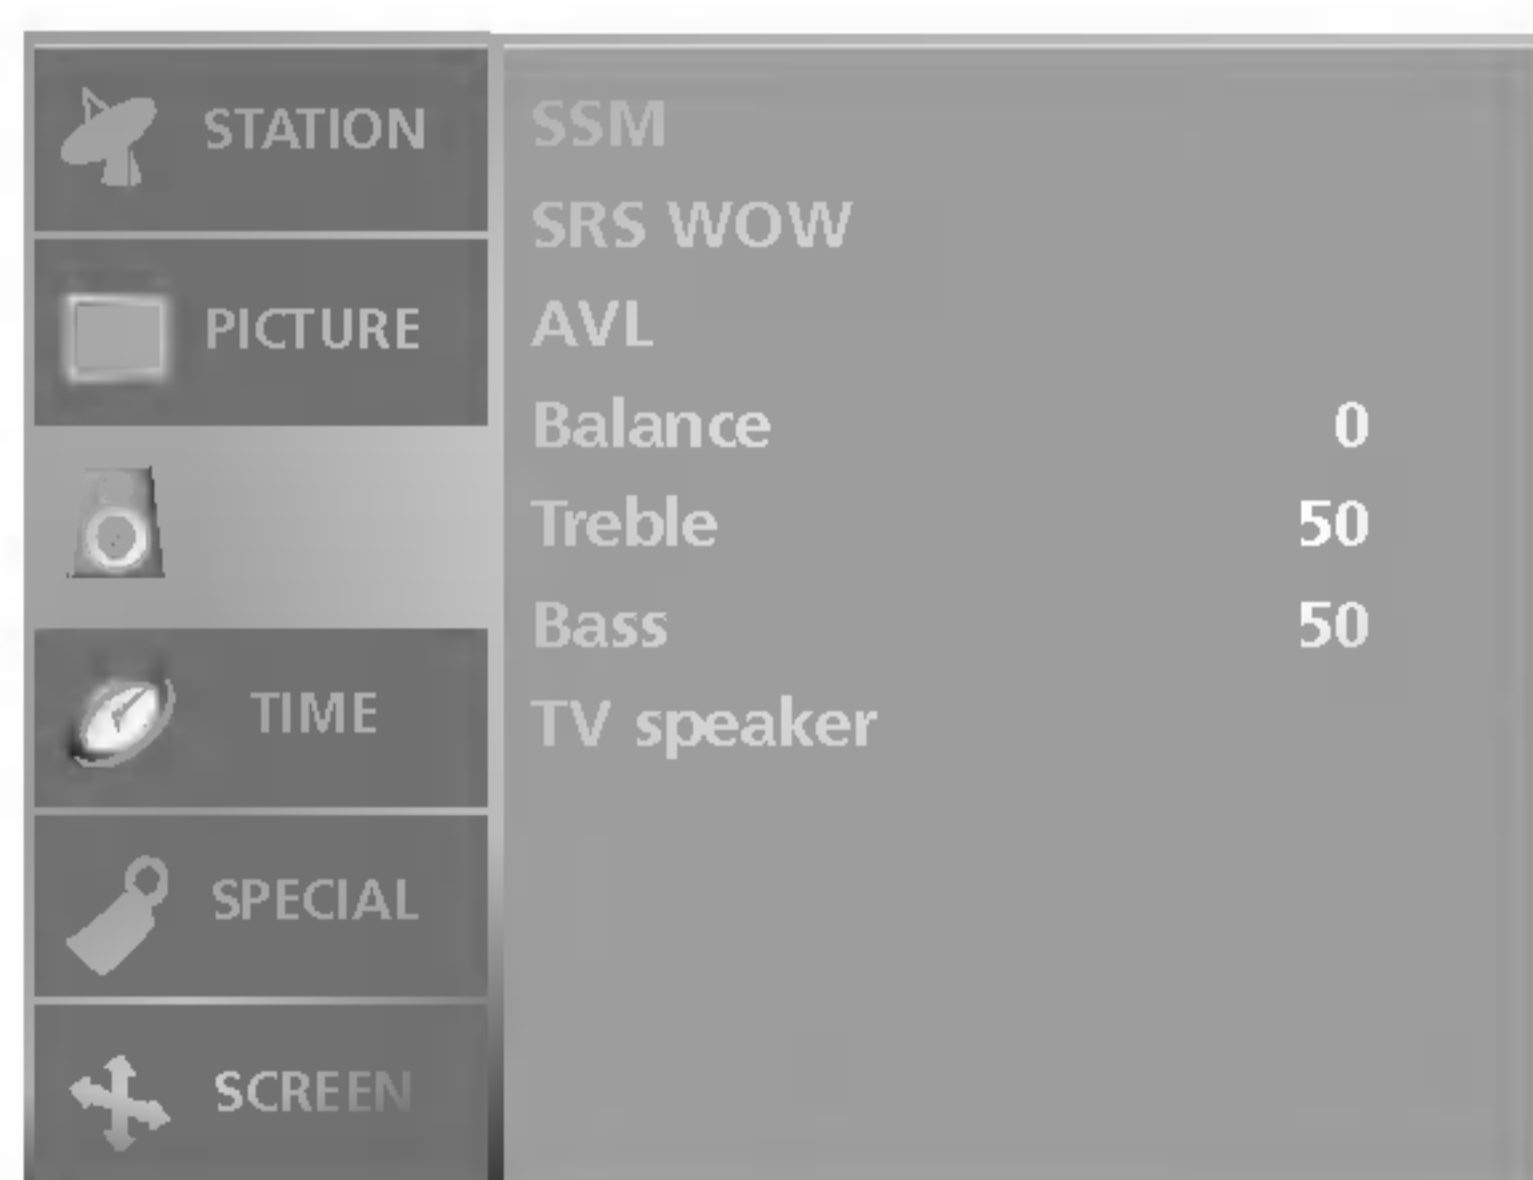 STATION
PICTURE
TIME
SPECIAL
SCREEN
SSM
SRS WOW
AVL
Balance 0
Treble 50
Bass 50
TV speaker